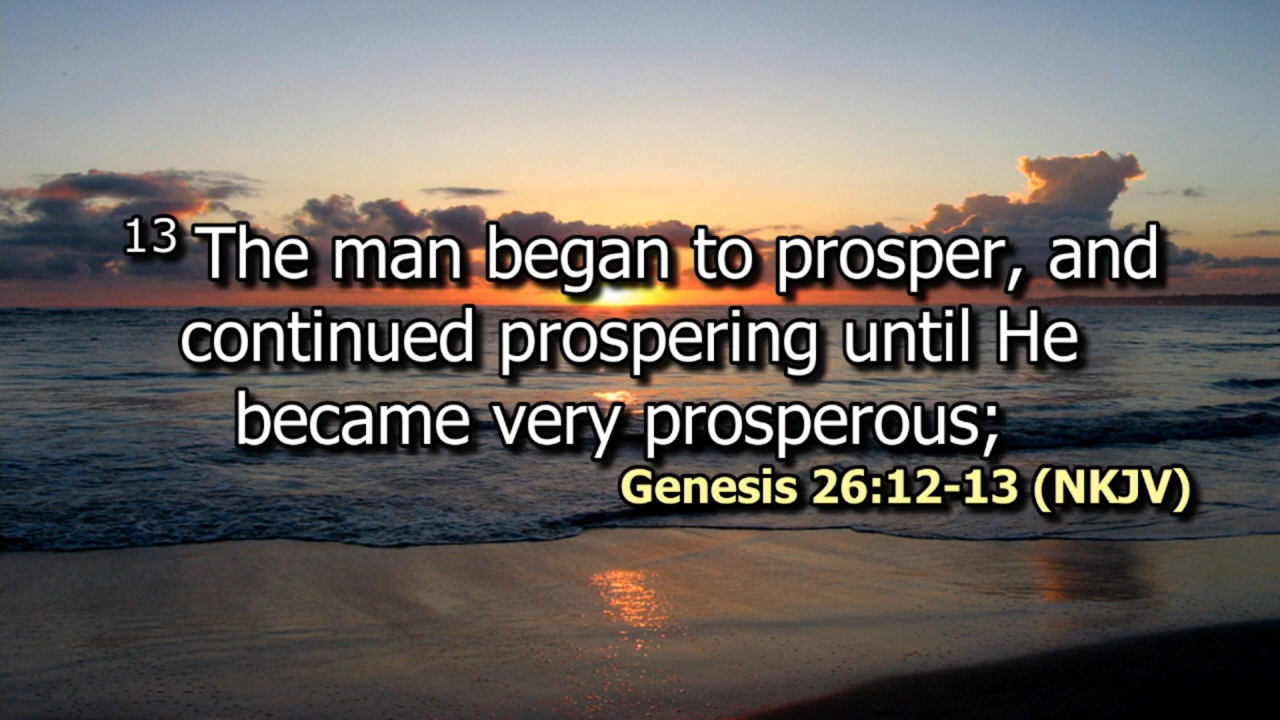 13 The man began to prosper, and
continued prospering until He
became very prosperous;
Genesis 26:12-13 (NKJV)